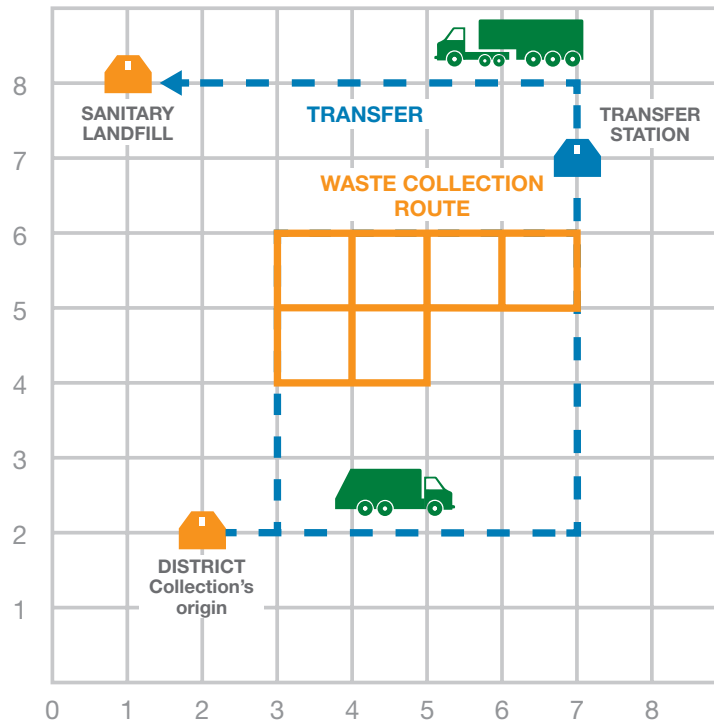 8
SANITARY
LANDFILL
TRANSFER
TRANSFER
STATION
7
WASTE COLLECTION
ROUTE
6
5
4
3
2
DISTRICT
Collection's
origin
1
0 1 2 3 4 5 6 7 8